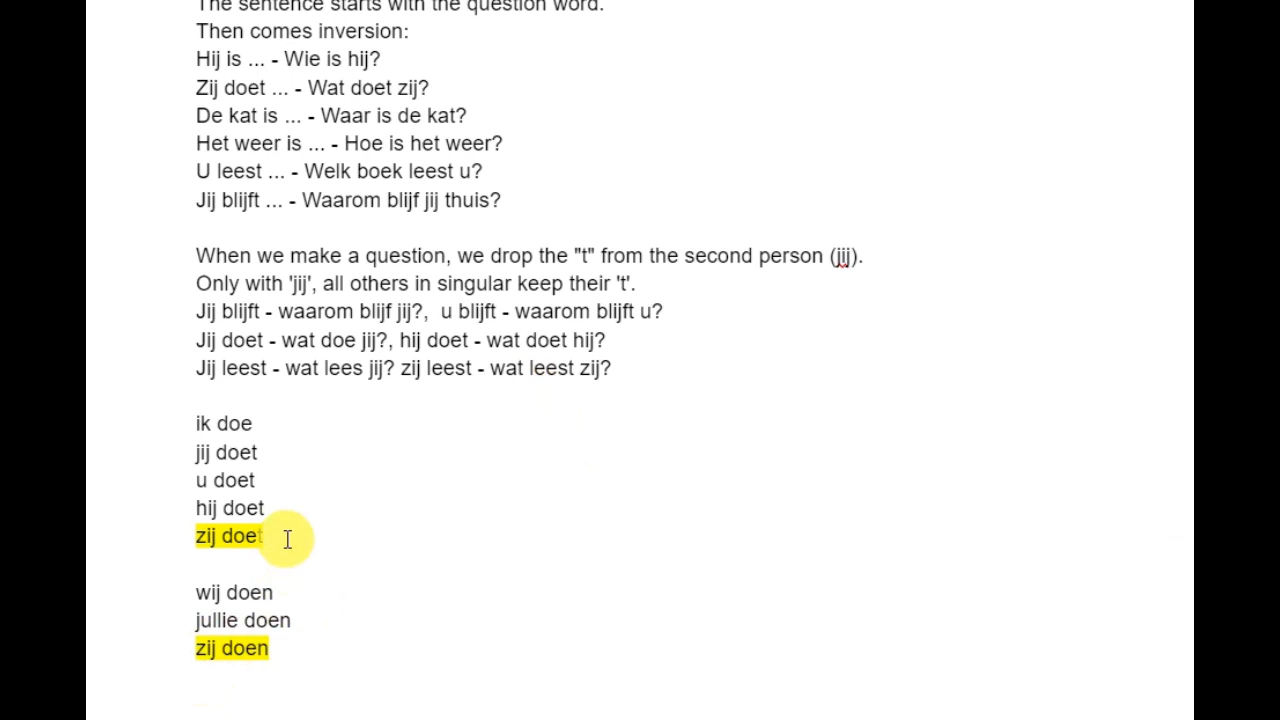 The sentence starts with the question word.
Then comes inversion:
Hij is ... - Wie is hij?
Zij doet ... - Wat doet zij?
De kat is ... - Waar is de kat?
Het weer is ... - Hoe is het weer?
U leest ... - Welk boek leest u?
Jij blijft ... - Waarom blijf jij thuis?
When we make a question, we drop the "t" from the second person (jij).
Only with 'jij', all others in singular keep their 't'.
Jij blijft - waarom blijf jij?,  u blijft - waarom blijft u?
Jij doet - wat doe jij?, hij doet - wat doet hij?
Jij leest - wat lees jij? zij leest - wat leest zij?
ik doe
jij doet
u doet
hij doet
zij doet
wij doen
jullie doen
zij doen